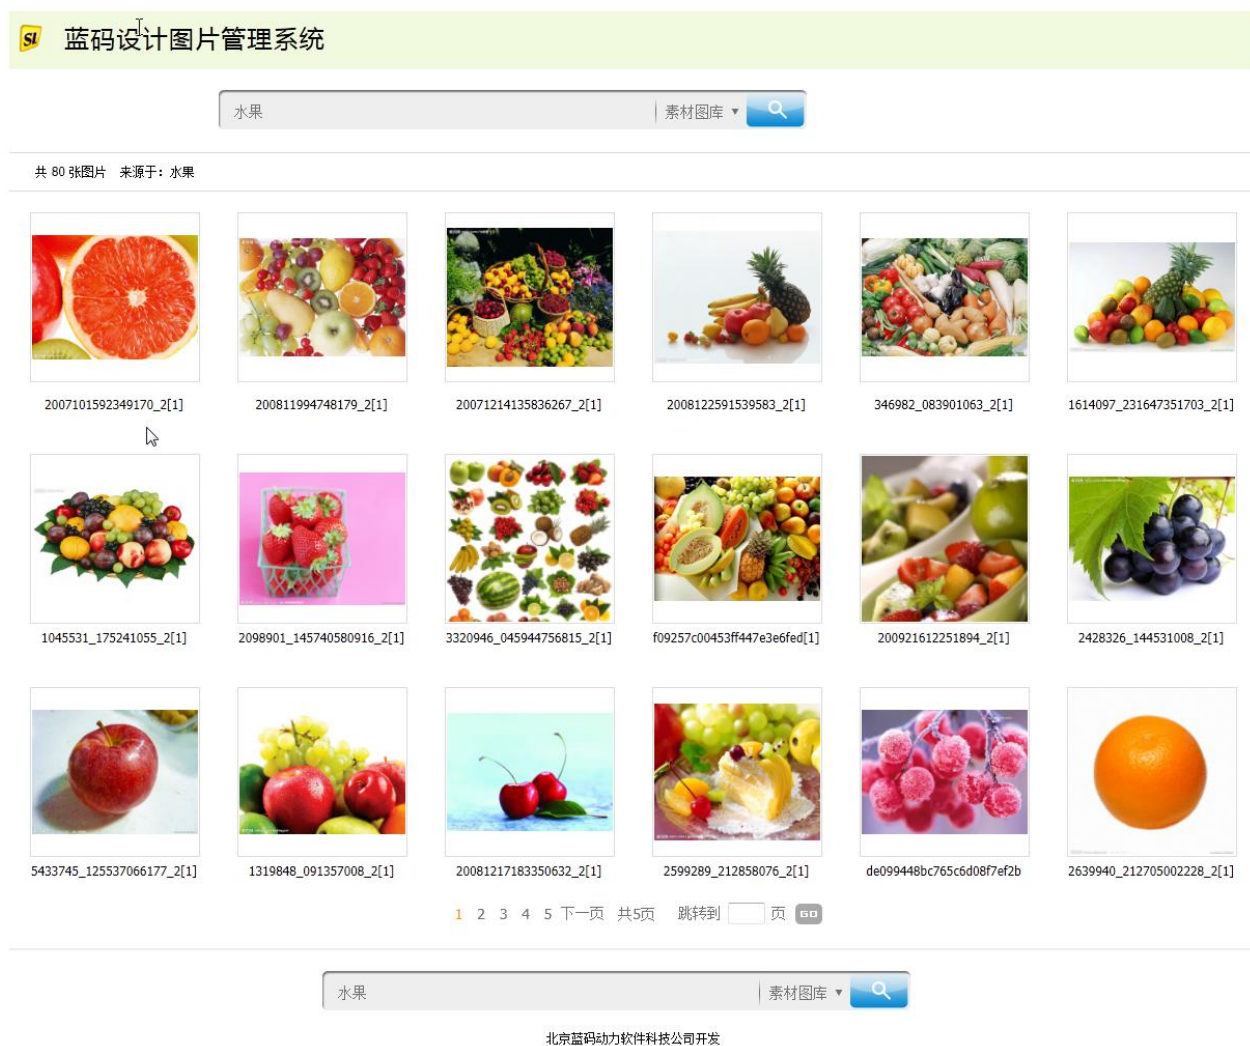 SL 蓝码设计图片管理系统
水果 素材图库
共 80 张图片 来源于：水果
2007101592349170_2[1] 200811994748179_2[1] 20071214135836267_2[1] 2008122591539583_2[1] 346982_083901063_2[1] 1614097_231647351703_2[1]
1045531_175241055_2[1] 2098901_145740580916_2[1] 3320946_045944756815_2[1] f09257c00453ff447e3e6fed[1] 200921612251894_2[1] 2428326_144531008_2[1]
5433745_125537066177_2[1] 1319848_091357008_2[1] 20081217183350632_2[1] 2599289_212858076_2[1] de099448bc765c6d08f7ef2b 2639940_212705002228_2[1]
1 2 3 4 5 下一页 共5页 跳转到 页 GO
水果 素材图库
北京蓝码动力软件科技公司开发